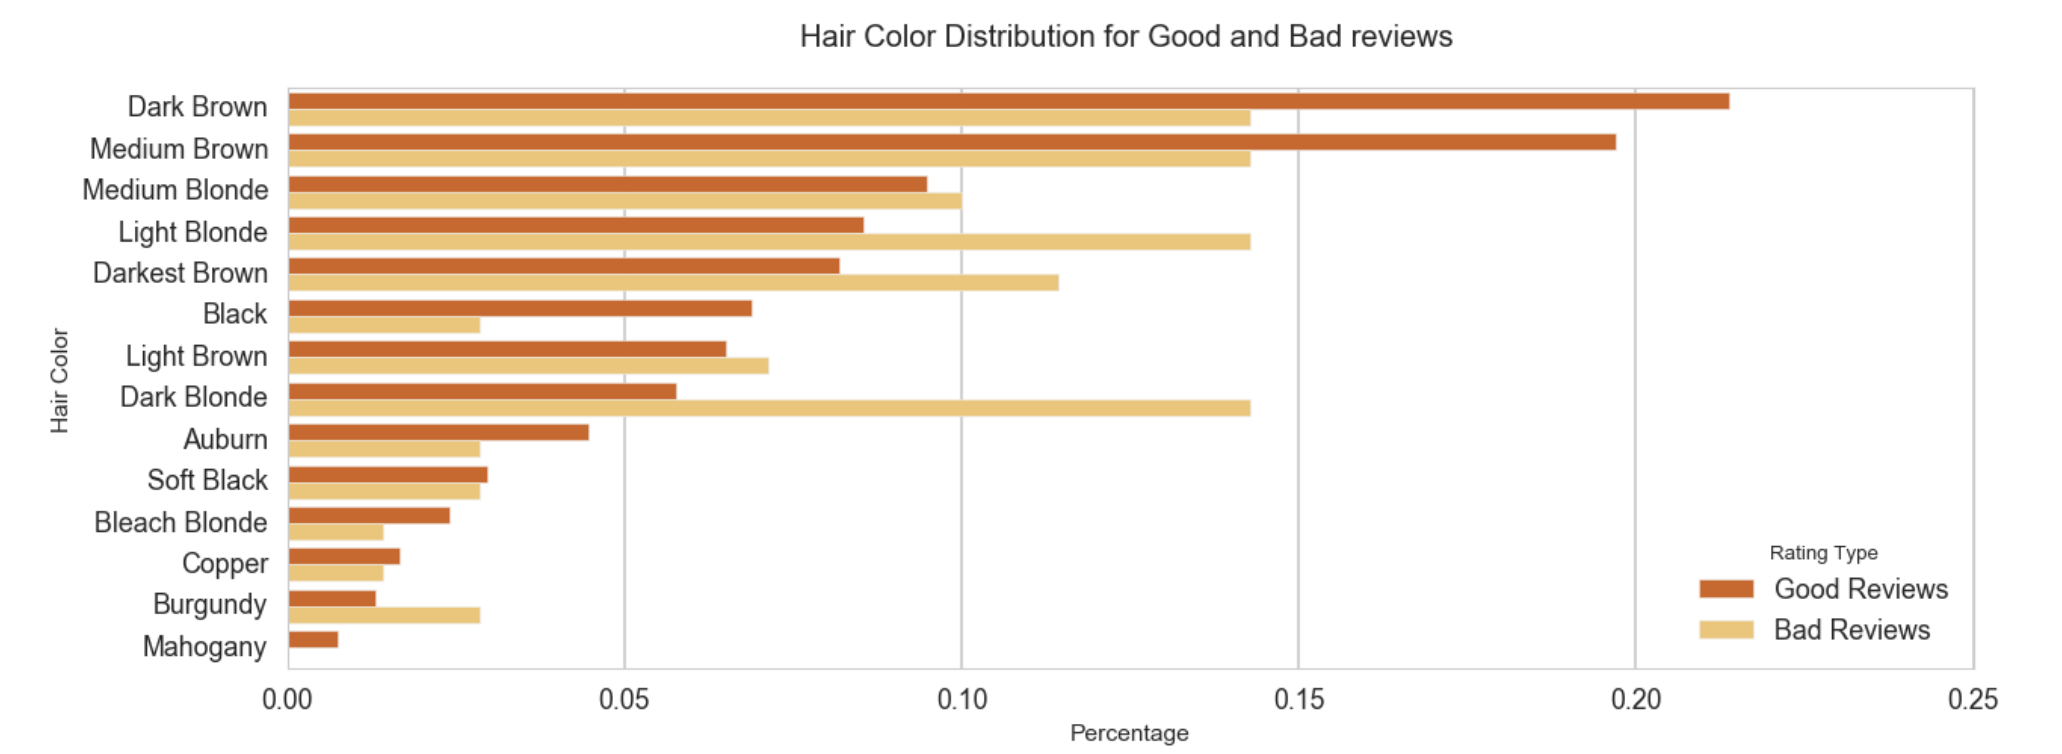 Hair Color Distribution for Good and Bad reviews
Hair Color
Dark Brown
Medium Brown
Medium Blonde
Light Blonde
Darkest Brown
Black
Light Brown
Dark Blonde
Auburn
Soft Black
Bleach Blonde
Copper
Burgundy
Mahogany
Rating Type
Good Reviews
Bad Reviews
0.00 0.05 0.10 0.15 0.20 0.25
Percentage